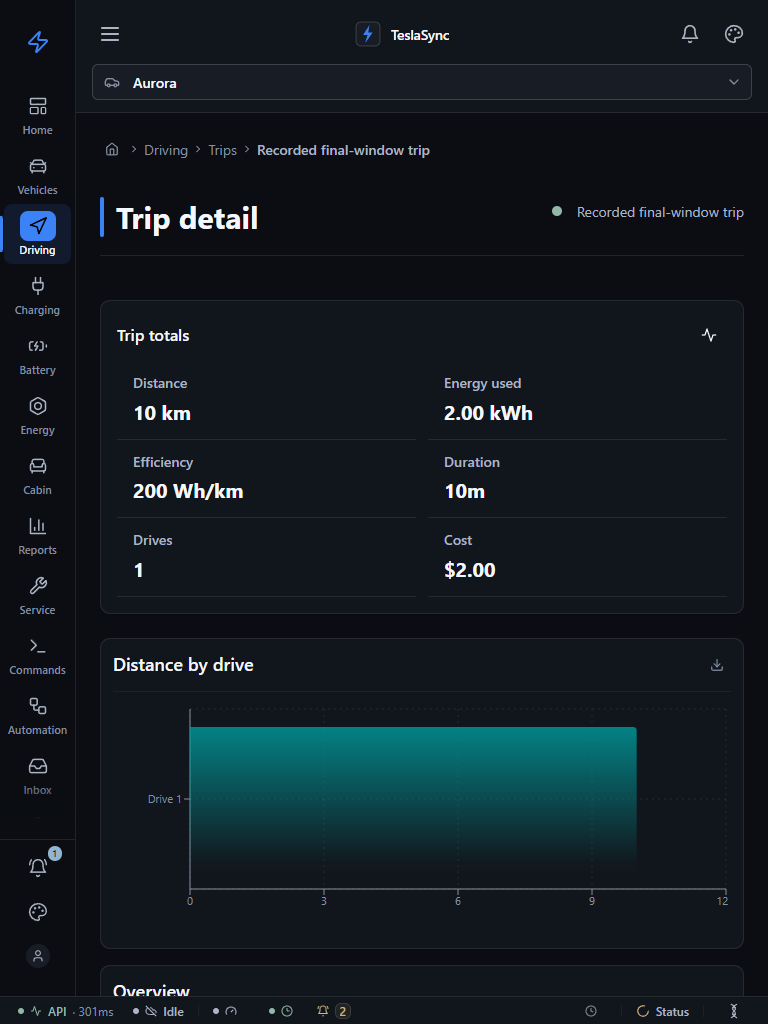 TeslaSync
Aurora
Home
Vehicles
Driving
Charging
Battery
Energy
Cabin
Reports
Service
Commands
Automation
Inbox
1
Driving
Trips
Recorded final-window trip
Trip detail
Recorded final-window trip
Trip totals
Distance
10 km
Energy used
2.00 kWh
Efficiency
200 Wh/km
Duration
10m
Drives
1
Cost
$2.00
Distance by drive
Drive 1
0 3 6 9 12
Overview
API · 301ms
Idle
2
Status